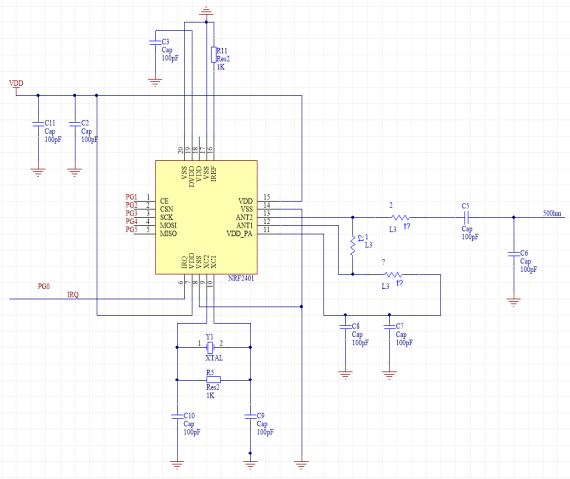 C3
Cap
100pF
R11
Res2
1K
VDD
C11
Cap
100pF
C2
Cap
100pF
20
19
18
17
16
VSS
DVDD
VDD
VSS
IREF
PG1 1 CE
PG2 2 CSN
PG3 3 SCK
PG4 4 MOSI
PG5 5 MISO
VDD 15
VSS 14
ANT2 13
ANT1 12
VDD_PA 11
IRQ
VDD
VSS
XC2
XC1
6
7
8
9
10
NRF2401
2
L3
t?
C5
Cap
100pF
500hm
1
L3
?
L3
t?
C6
Cap
100pF
PG0
IRQ
C8
Cap
100pF
C7
Cap
100pF
Y1
1 2
XTAL
R5
Res2
1K
C10
Cap
100pF
C9
Cap
100pF